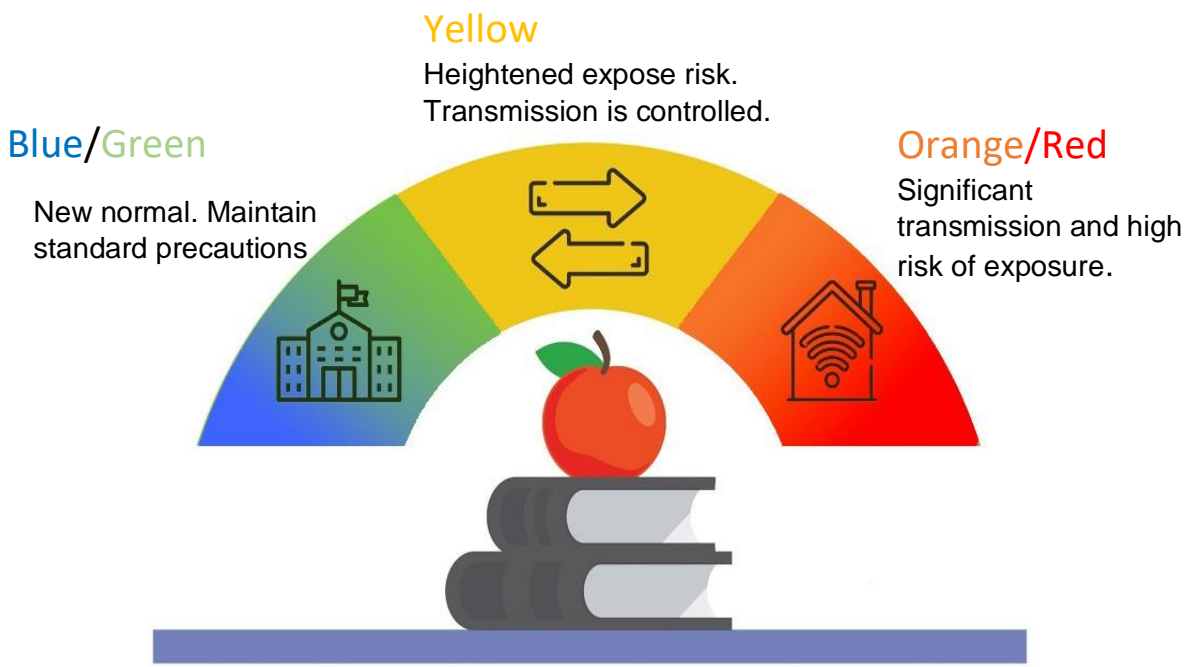 Yellow
Heightened expose risk.
Transmission is controlled.
Blue/Green
New normal. Maintain
standard precautions
Orange/Red
Significant
transmission and high
risk of exposure.